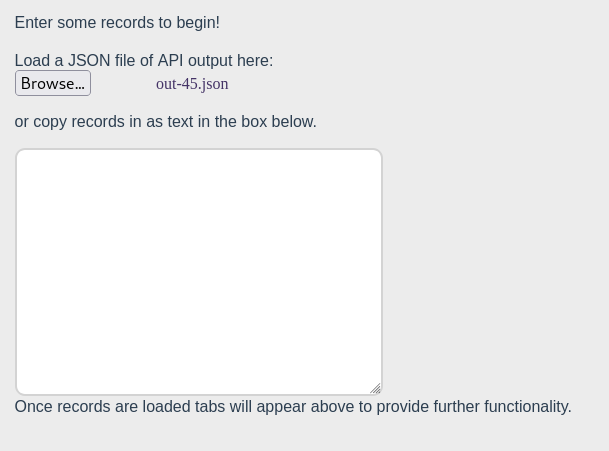 Enter some records to begin!
Load a JSON file of API output here:
Browse... out-45.json
or copy records in as text in the box below.
Once records are loaded tabs will appear above to provide further functionality.